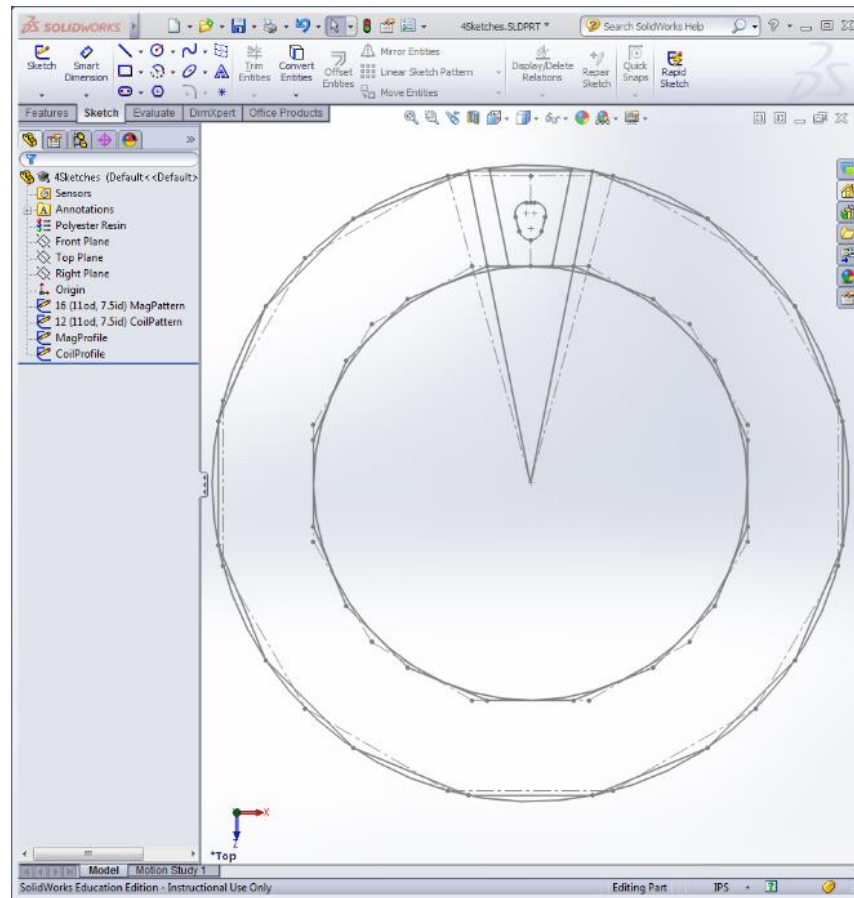 SOLIDWORKS
4Sketches.SLDPRT *
Search SolidWorks Help
Sketch
Smart Dimension
Trim Entities
Convert Entities
Offset Entities
Mirror Entities
Linear Sketch Pattern
Move Entities
Display/Delete Relations
Repair Sketch
Quick Snaps
Rapid Sketch
Features
Sketch
Evaluate
DimXpert
Office Products
4Sketches (Default<<Default>
Sensors
Annotations
Polyester Resin
Front Plane
Top Plane
Right Plane
Origin
16 (11od, 7.5id) MagPattern
12 (11od, 7.5id) CoilPattern
MagProfile
CoilProfile
X
Z
*Top
Model
Motion Study 1
SolidWorks Education Edition - Instructional Use Only
Editing Part
IPS